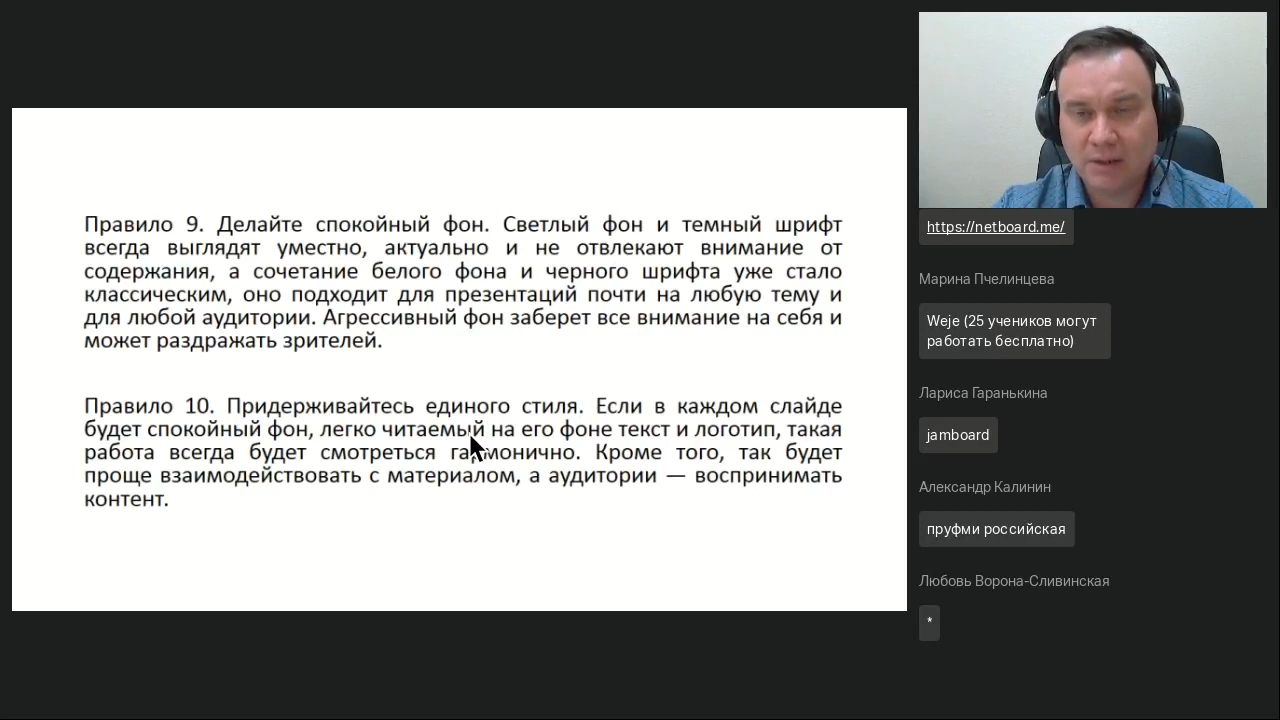 Правило 9. Делайте спокойный фон. Светлый фон и темный шрифт
всегда выглядят уместно, актуально и не отвлекают внимание от
содержания, а сочетание белого фона и черного шрифта уже стало
классическим, оно подходит для презентаций почти на любую тему и
для любой аудитории. Агрессивный фон заберет все внимание на себя и
может раздражать зрителей.
Правило 10. Придерживайтесь единого стиля. Если в каждом слайде
будет спокойный фон, легко читаемый на его фоне текст и логотип, такая
работа всегда будет смотреться гармонично. Кроме того, так будет
проще взаимодействовать с материалом, а аудитории — воспринимать
контент.
https://netboard.me/
Марина Пчелинцева
Weje (25 учеников могут
работать бесплатно)
Лариса Гаранькина
jamboard
Александр Калинин
пруфми российская
Любовь Ворона-Сливинская
*